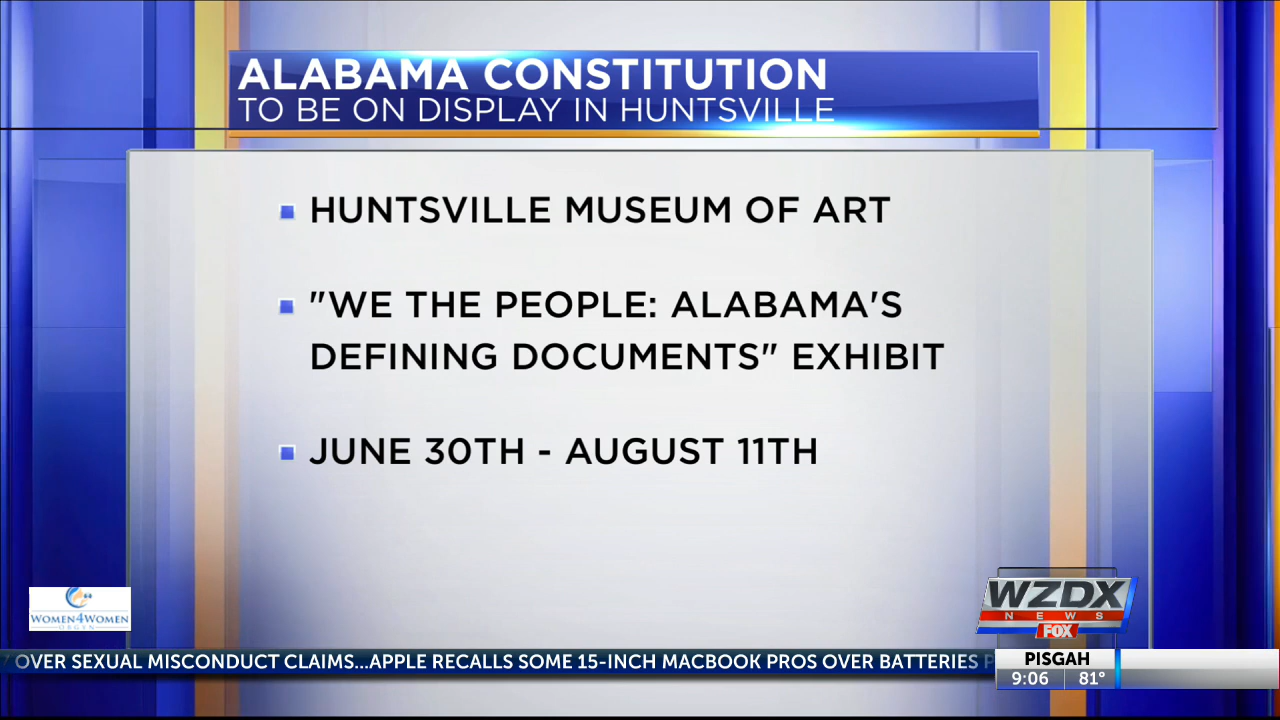 ALABAMA CONSTITUTION
TO BE ON DISPLAY IN HUNTSVILLE
HUNTSVILLE MUSEUM OF ART
"WE THE PEOPLE: ALABAMA'S
DEFINING DOCUMENTS" EXHIBIT
JUNE 30TH - AUGUST 11TH
WOMEN4WOMEN
ORGEN
WZDX
NEWS
FOX
OVER SEXUAL MISCONDUCT CLAIMS...APPLE RECALLS SOME 15-INCH MACBOOK PROS OVER BATTERIES P
PISGAH
9:06 81°